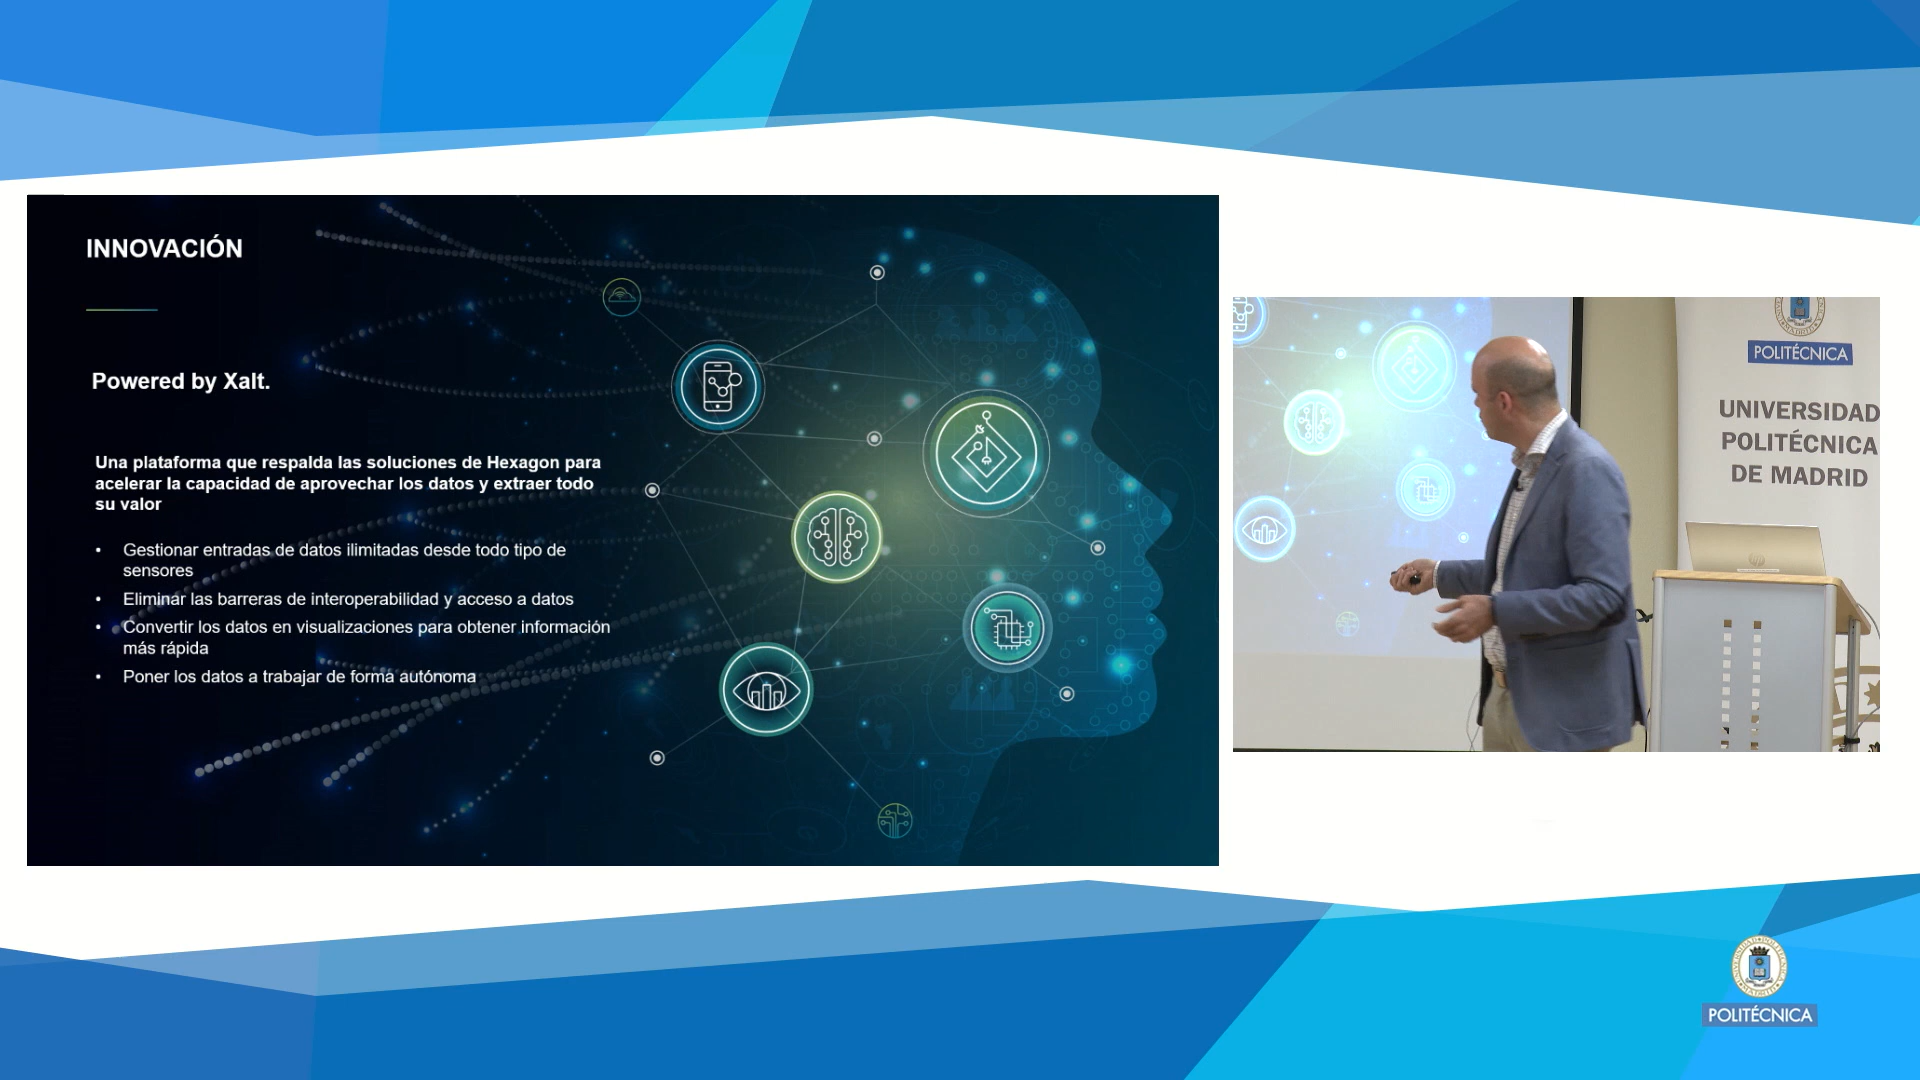 INNOVACIÓN
Powered by Xalt.
Una plataforma que respalda las soluciones de Hexagon para
acelerar la capacidad de aprovechar los datos y extraer todo
su valor
• Gestionar entradas de datos ilimitadas desde todo tipo de
sensores
• Eliminar las barreras de interoperabilidad y acceso a datos
• Convertir los datos en visualizaciones para obtener información
más rápida
• Poner los datos a trabajar de forma autónoma
POLITÉCNICA
UNIVERSIDAD
POLITÉCNICA
DE MADRID
POLITÉCNICA